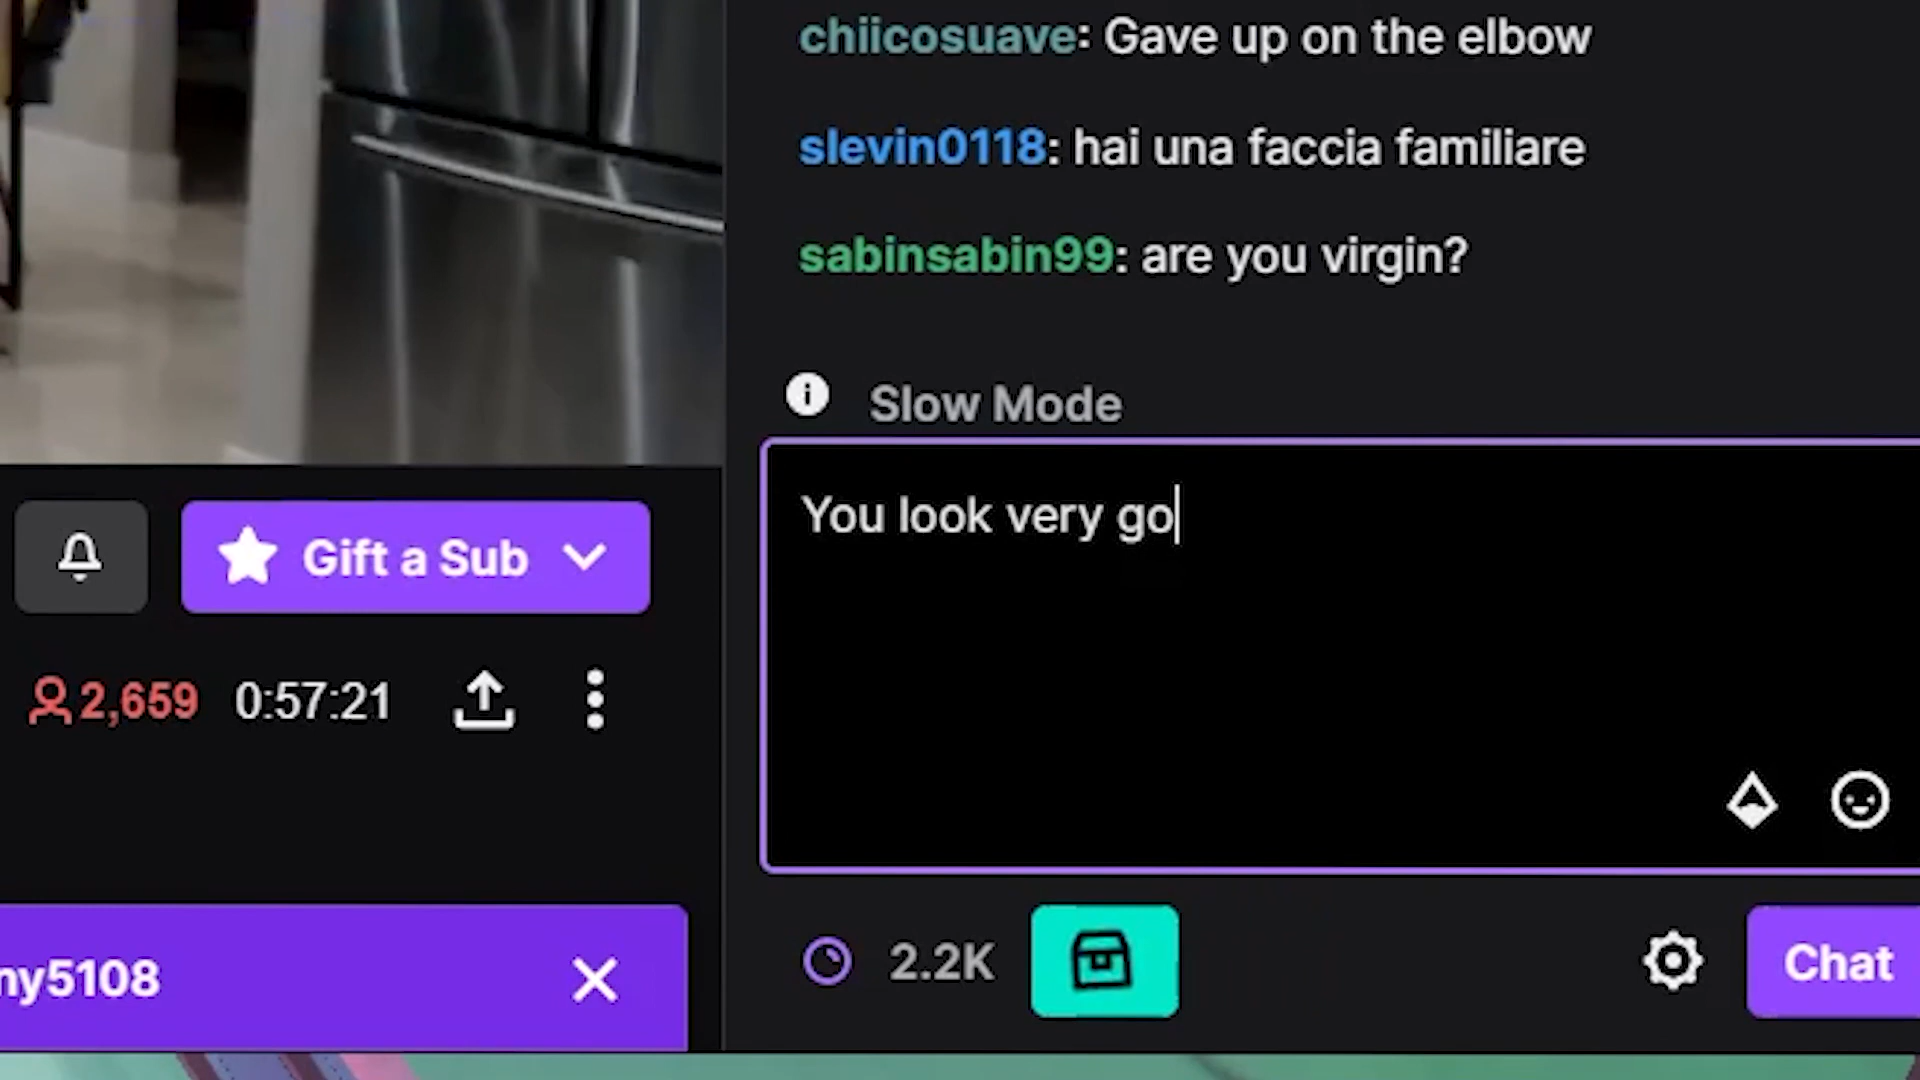 chiicosuave: Gave up on the elbow
slevin0118: hai una faccia familiare
sabinsabin99: are you virgin?
Slow Mode
You look very go
Gift a Sub
2,659 0:57:21
ny5108
2.2K
Chat